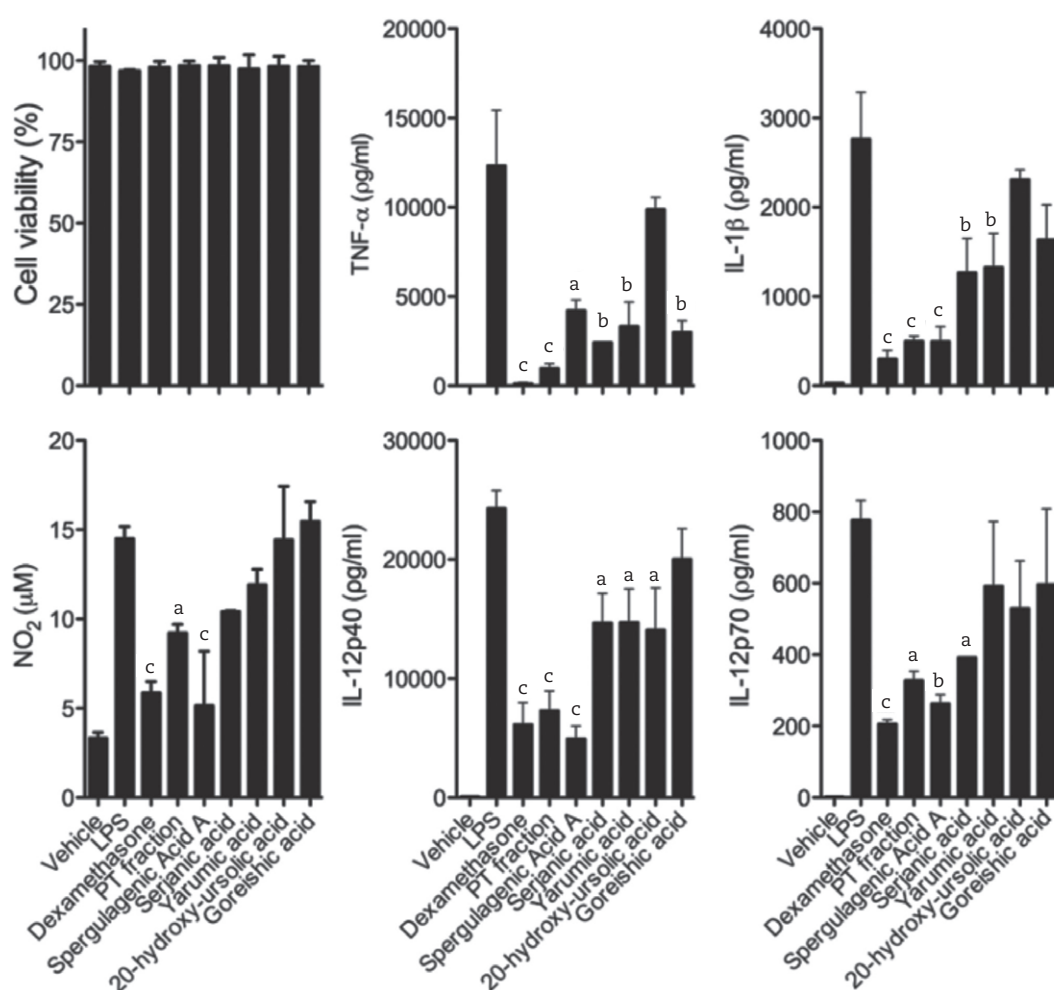 Cell viability (%)
100
75
50
25
0
TNF-α (ρg/ml)
20000
15000
10000
5000
0
c
c
a
b
b
b
IL-1β (ρg/ml)
4000
3000
2000
1000
0
c
c
c
b
b
NO2 (μM)
20
15
10
5
0
c
a
c
Vehicle
LPS
Dexamethasone
PT fraction
Spergulagenic Acid A
Serjanic acid
Yarumic acid
20-hydroxy-ursolic acid
Goreishic acid
IL-12p40 (ρg/ml)
30000
20000
10000
0
c
c
c
a
a
a
Vehicle
LPS
Dexamethasone
PT fraction
Spergulagenic Acid A
Serjanic acid
Yarumic acid
20-hydroxy-ursolic acid
Goreishic acid
IL-12p70 (ρg/ml)
1000
800
600
400
200
0
c
a
b
a
Vehicle
LPS
Dexamethasone
PT fraction
Spergulagenic Acid A
Serjanic acid
Yarumic acid
20-hydroxy-ursolic acid
Goreishic acid